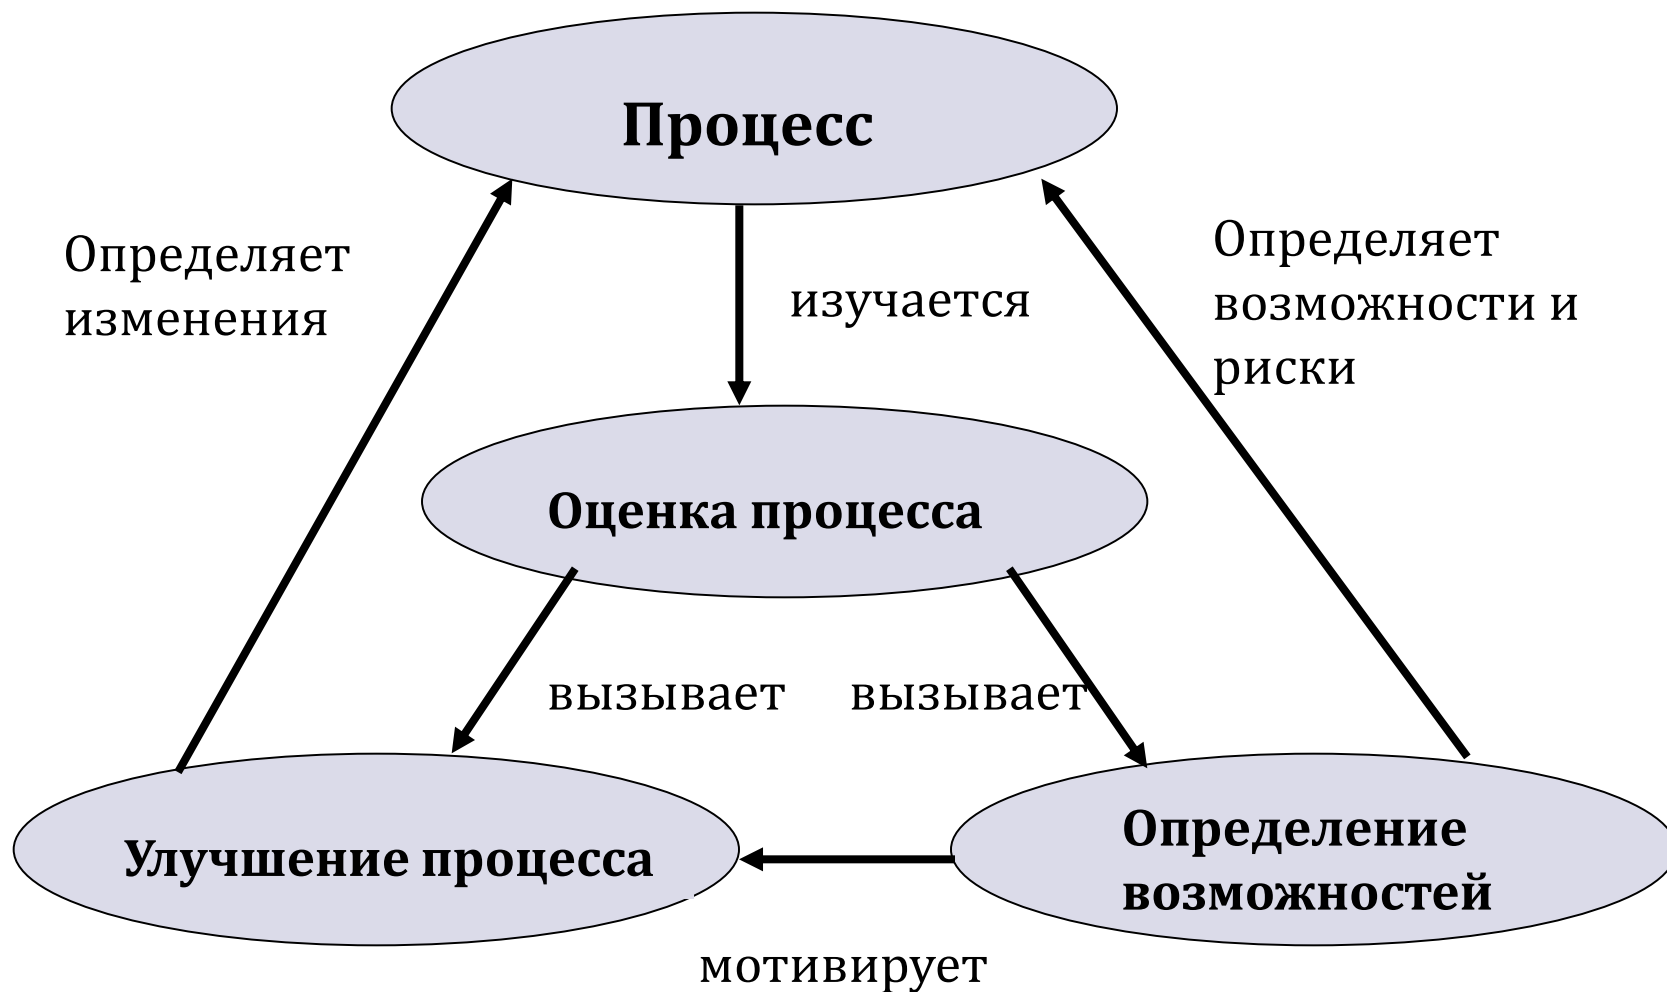 Процесс
Определяет
изменения
изучается
Определяет
возможности и
риски
Оценка процесса
вызывает
вызывает
Улучшение процесса
Определение
возможностей
мотивирует